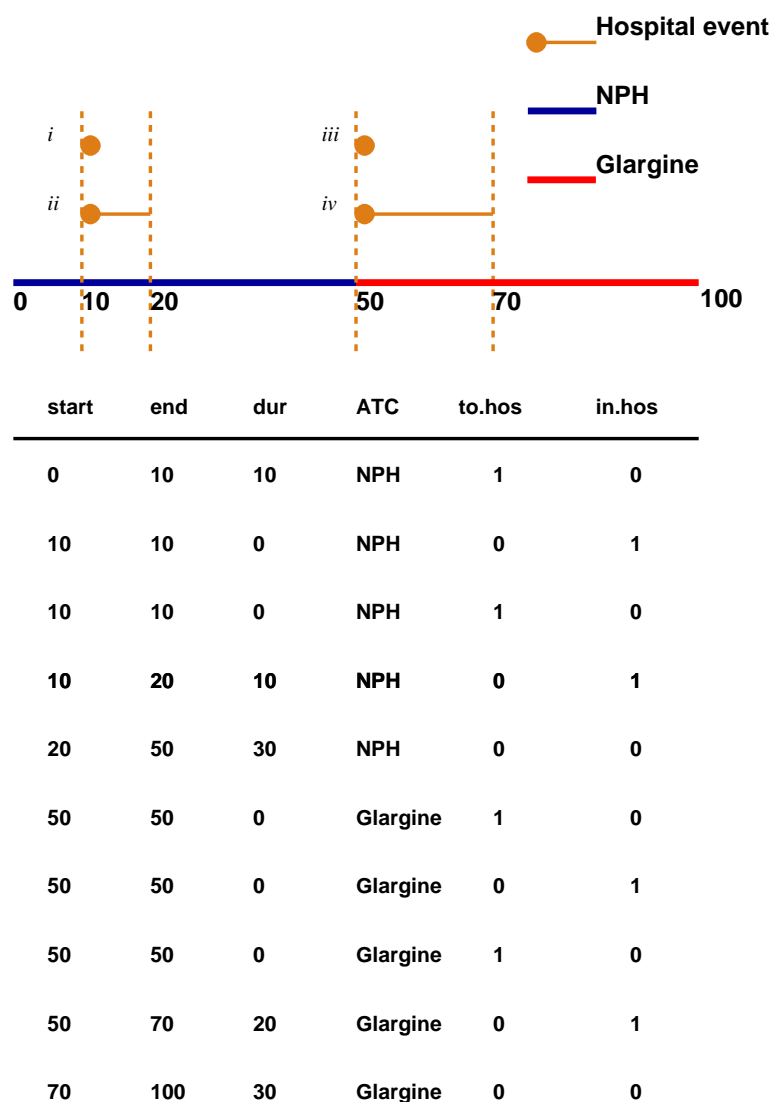 Hospital event
NPH
Glargine
i iii
ii iv
0 10 20 50 70 100
start end dur ATC to.hos in.hos
0 10 10 NPH 1 0
10 10 0 NPH 0 1
10 10 0 NPH 1 0
10 20 10 NPH 0 1
20 50 30 NPH 0 0
50 50 0 Glargine 1 0
50 50 0 Glargine 0 1
50 50 0 Glargine 1 0
50 70 20 Glargine 0 1
70 100 30 Glargine 0 0